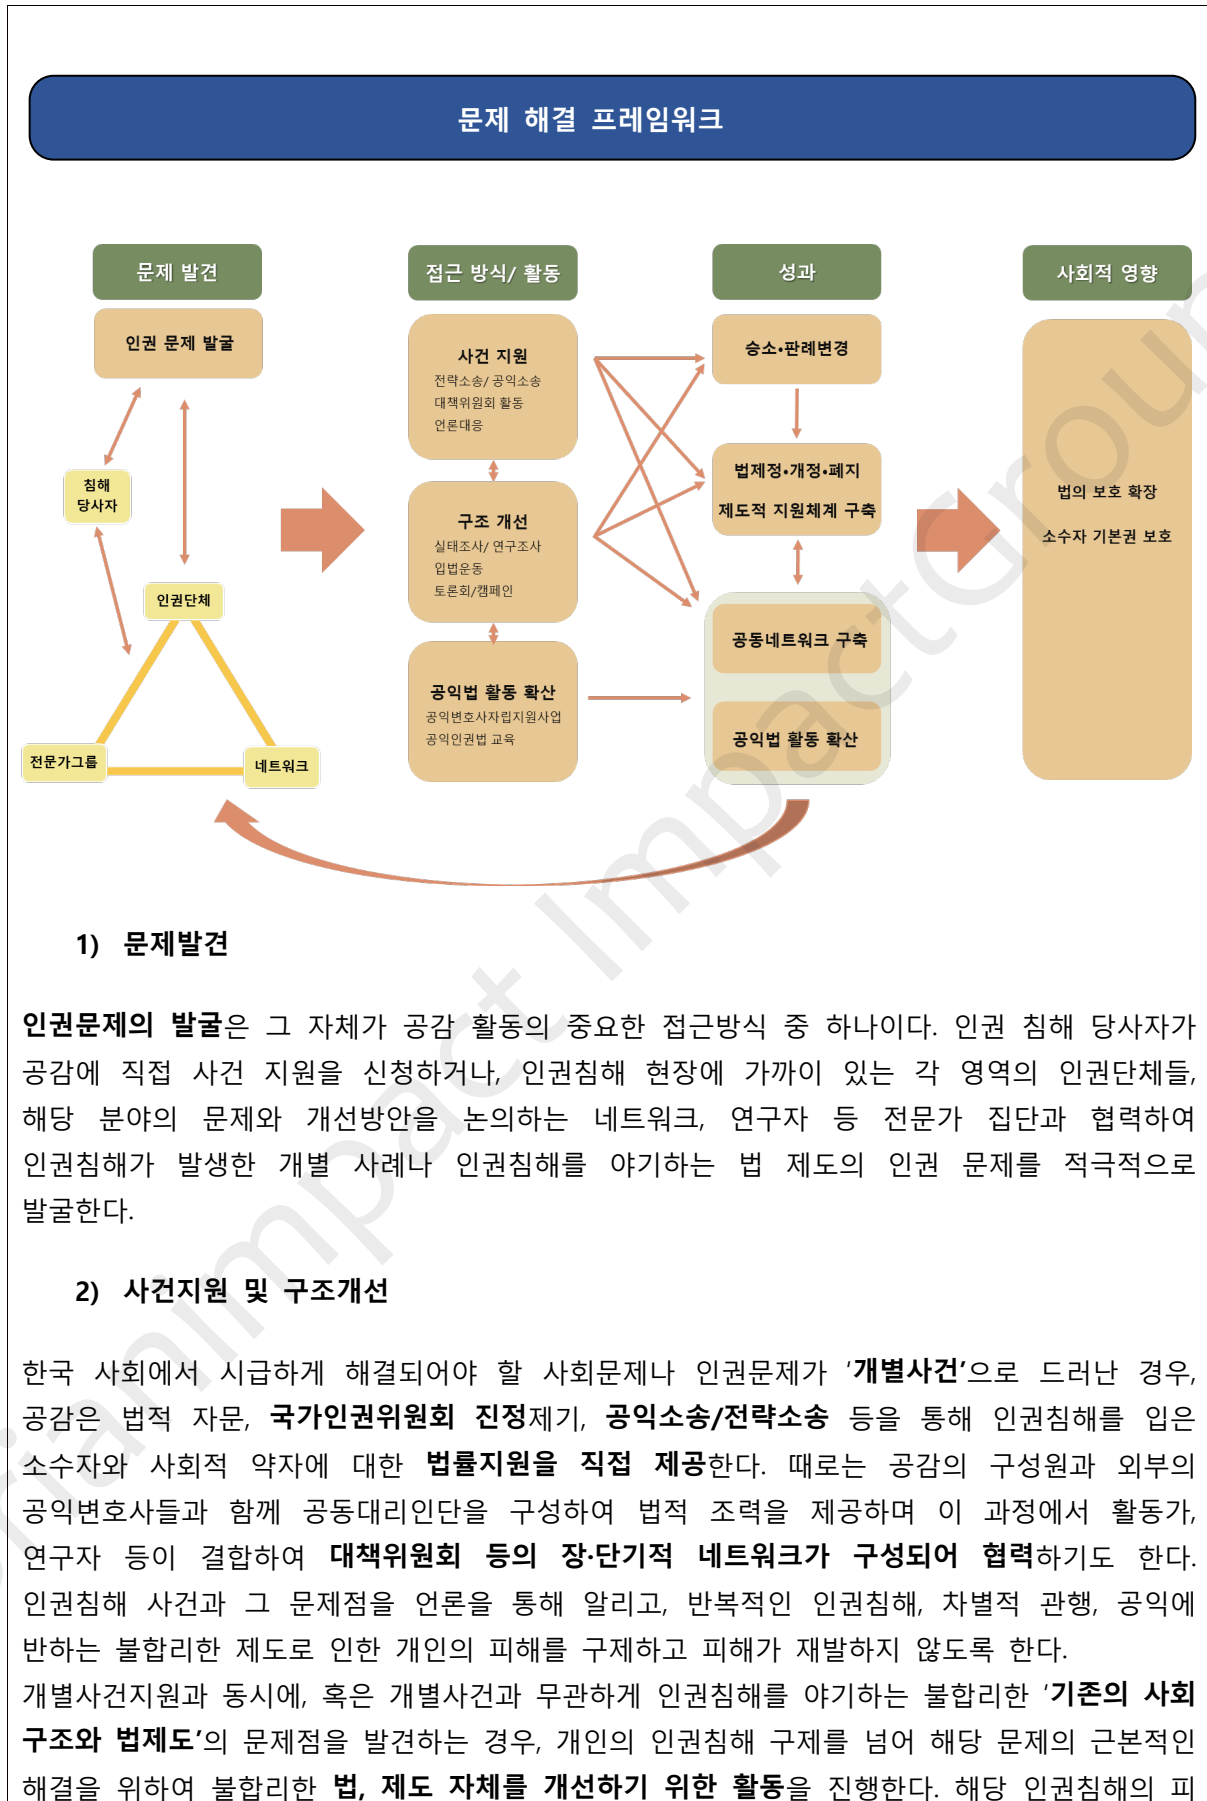 문제 해결 프레임워크
문제 발견
인권 문제 발굴
침해
당사자
인권단체
전문가그룹
네트워크
접근 방식/ 활동
사건 지원
전략소송/ 공익소송
대책위원회 활동
언론대응
구조 개선
실태조사/ 연구조사
입법운동
토론회/캠페인
공익법 활동 확산
공익변호사자립지원사업
공익인권법 교육
성과
승소•판례변경
법제정•개정•폐지
제도적 지원체계 구축
공동네트워크 구축
공익법 활동 확산
사회적 영향
법의 보호 확장
소수자 기본권 보호
1) 문제발견
인권문제의 발굴은 그 자체가 공감 활동의 중요한 접근방식 중 하나이다. 인권 침해 당사자가
공감에 직접 사건 지원을 신청하거나, 인권침해 현장에 가까이 있는 각 영역의 인권단체들,
해당 분야의 문제와 개선방안을 논의하는 네트워크, 연구자 등 전문가 집단과 협력하여
인권침해가 발생한 개별 사례나 인권침해를 야기하는 법 제도의 인권 문제를 적극적으로
발굴한다.
2) 사건지원 및 구조개선
한국 사회에서 시급하게 해결되어야 할 사회문제나 인권문제가 ‘개별사건’으로 드러난 경우,
공감은 법적 자문, 국가인권위원회 진정제기, 공익소송/전략소송 등을 통해 인권침해를 입은
소수자와 사회적 약자에 대한 법률지원을 직접 제공한다. 때로는 공감의 구성원과 외부의
공익변호사들과 함께 공동대리인단을 구성하여 법적 조력을 제공하며 이 과정에서 활동가,
연구자 등이 결합하여 대책위원회 등의 장·단기적 네트워크가 구성되어 협력하기도 한다.
인권침해 사건과 그 문제점을 언론을 통해 알리고, 반복적인 인권침해, 차별적 관행, 공익에
반하는 불합리한 제도로 인한 개인의 피해를 구제하고 피해가 재발하지 않도록 한다.
개별사건지원과 동시에, 혹은 개별사건과 무관하게 인권침해를 야기하는 불합리한 ‘기존의 사회
구조와 법제도’의 문제점을 발견하는 경우, 개인의 인권침해 구제를 넘어 해당 문제의 근본적인
해결을 위하여 불합리한 법, 제도 자체를 개선하기 위한 활동을 진행한다. 해당 인권침해의 피
rianimpact ImpactGroun